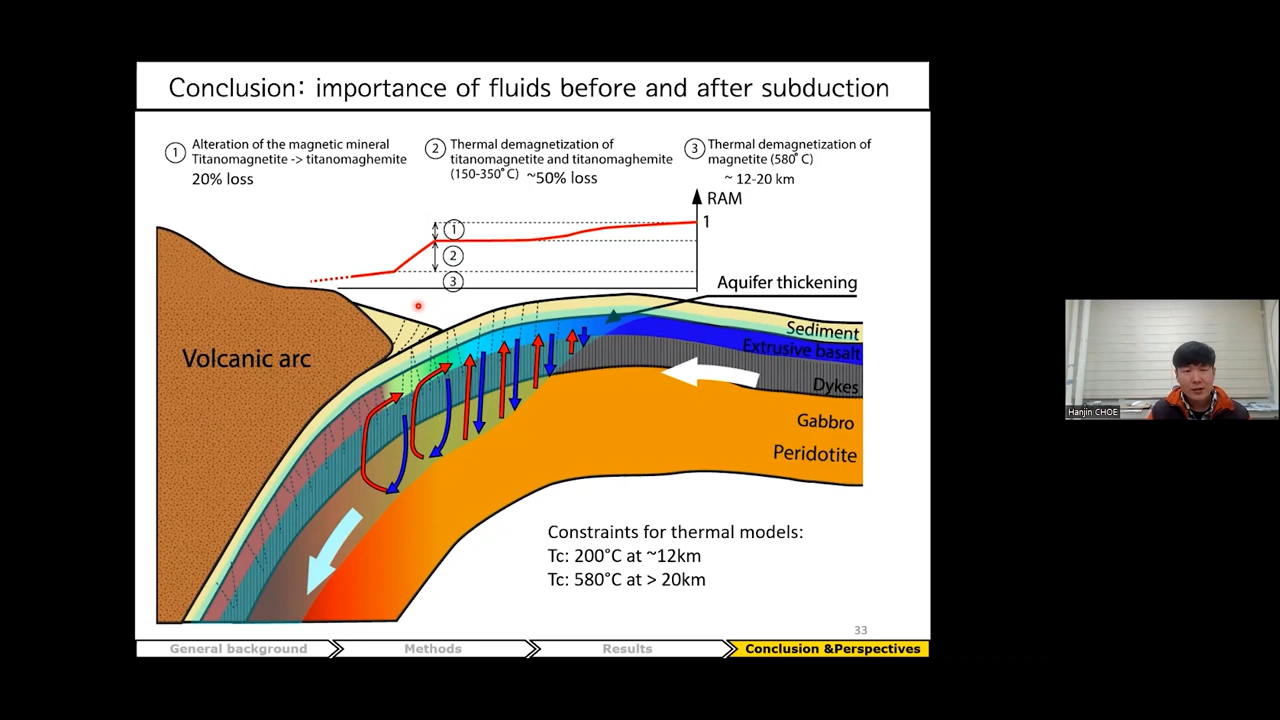 Conclusion: importance of fluids before and after subduction
1
Alteration of the magnetic mineral
Titanomagnetite -> titanomaghemite
20% loss
2
Thermal demagnetization of
titanomagnetite and titanomaghemite
(150-350°C) ~50% loss
3
Thermal demagnetization of
magnetite (580°C)
~ 12-20 km
RAM
1
1
2
3
Aquifer thickening
Sediment
Extrusive basalt
Dykes
Gabbro
Peridotite
Volcanic arc
Hanjin CHOE
Constraints for thermal models:
Tc: 200°C at ~12km
Tc: 580°C at > 20km
33
General background
Methods
Results
Conclusion &Perspectives